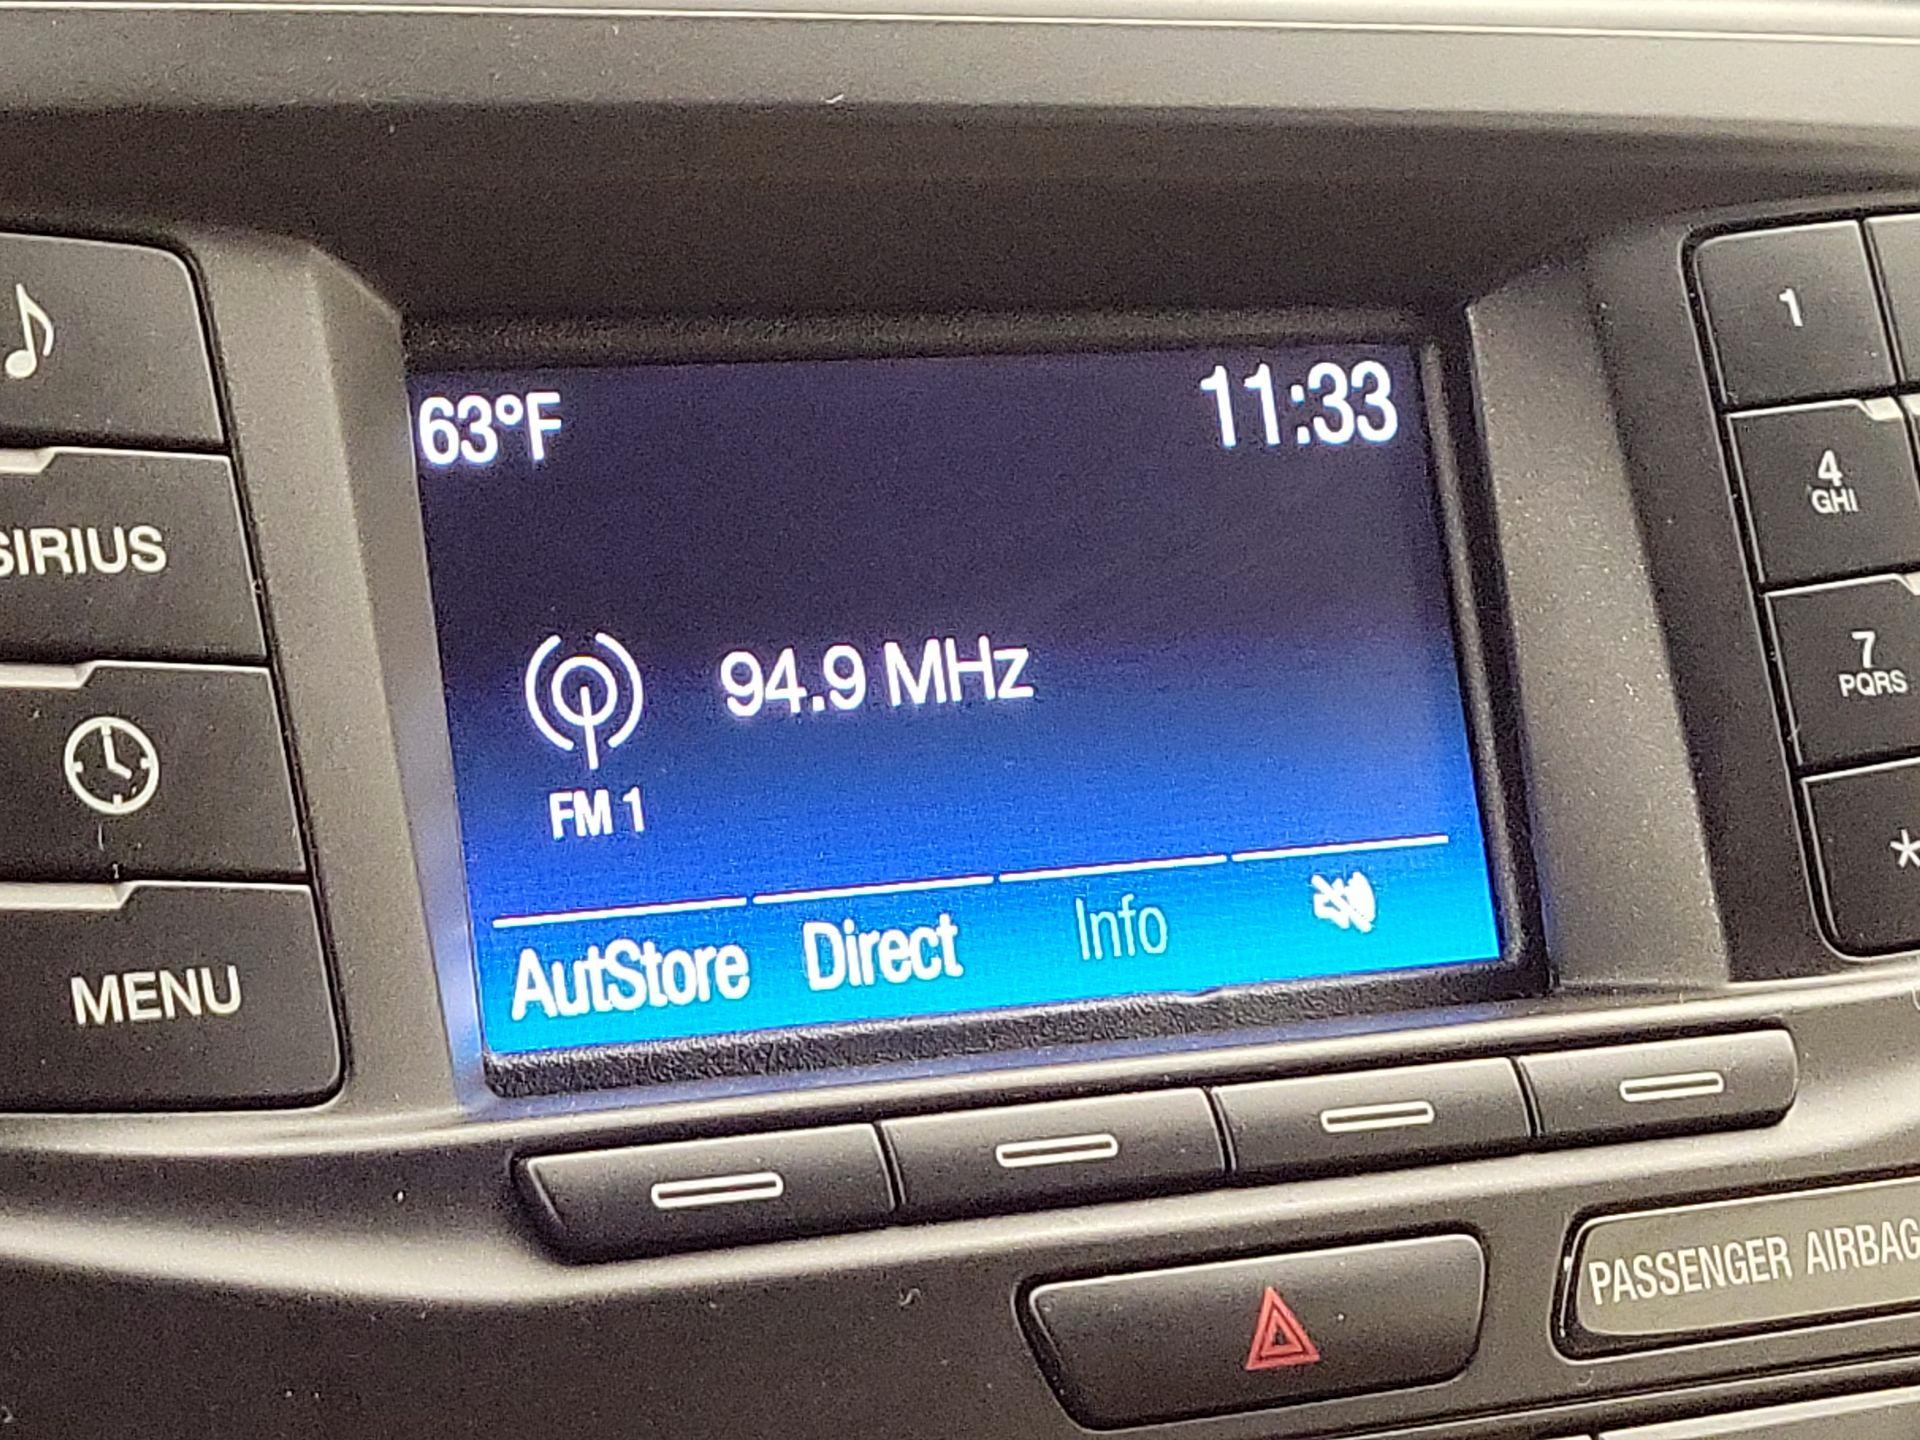 63°F 11:33
SIRIUS
MENU
94.9 MHz
FM 1
AutStore Direct Info
1
4
GHI
7
PQRS
*
PASSENGER AIRBAG